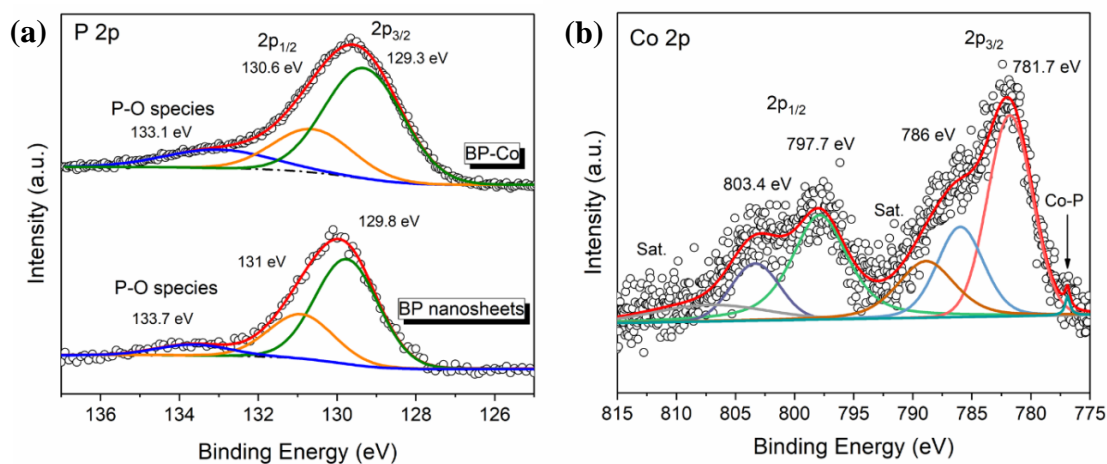 (a)
P 2p
2p3/2
129.3 eV
2p1/2
130.6 eV
P-O species
133.1 eV
BP-Co
129.8 eV
131 eV
P-O species
133.7 eV
BP nanosheets
Intensity (a.u.)
136 134 132 130 128 126
Binding Energy (eV)
(b)
Co 2p
2p3/2
781.7 eV
2p1/2
797.7 eV
786 eV
803.4 eV
Sat.
Sat.
Co-P
Intensity (a.u.)
815 810 805 800 795 790 785 780 775
Binding Energy (eV)